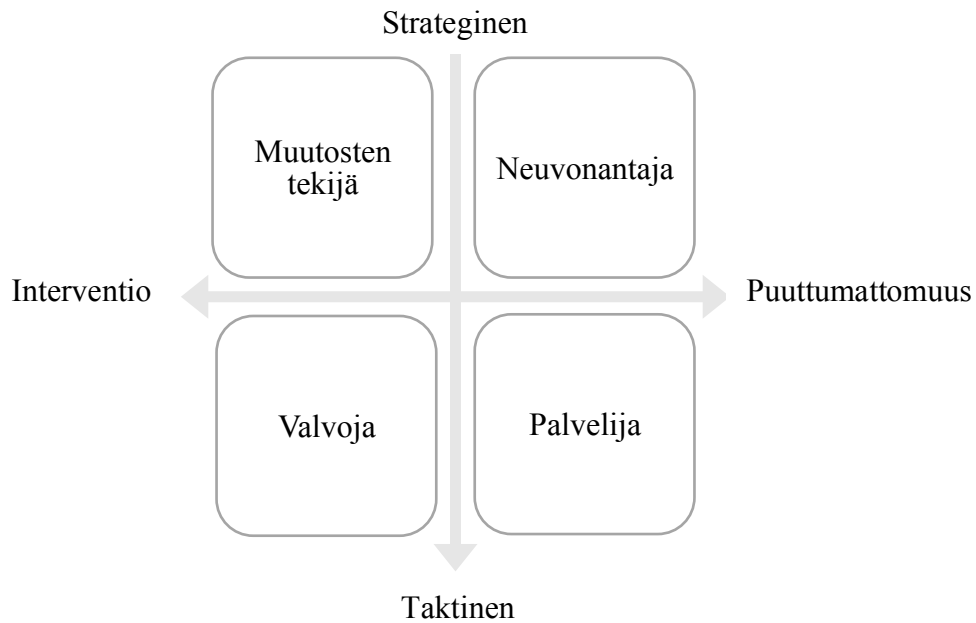 Strateginen
Muutosten
tekijä
Neuvonantaja
Interventio
Puuttumattomuus
Valvoja
Palvelija
Taktinen